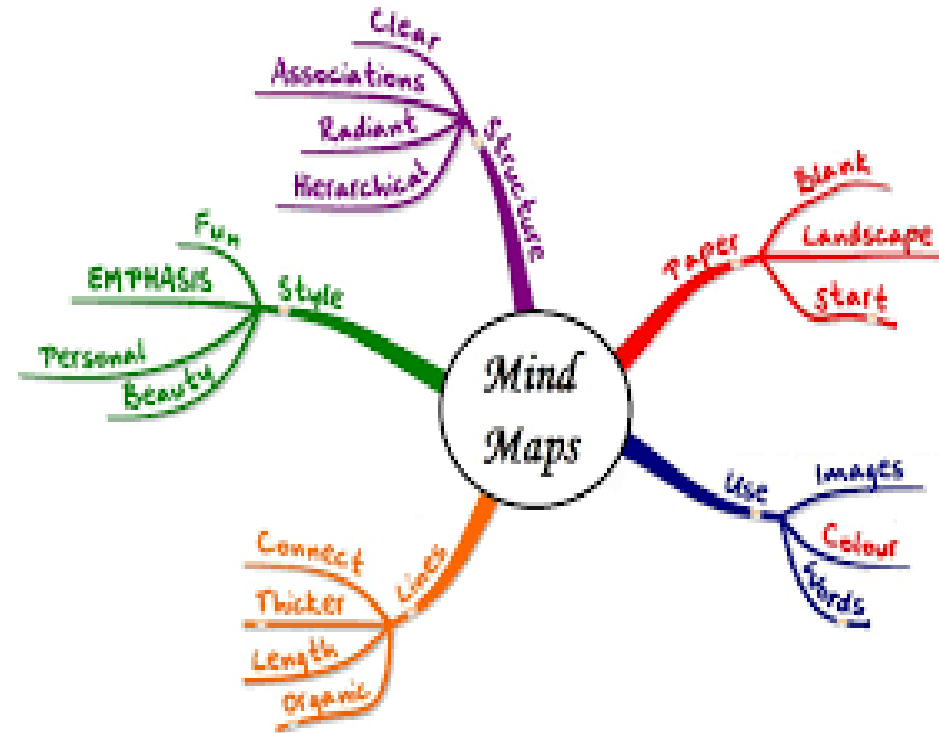 Mind
Maps
Structure
Clear
Associations
Radiant
Hierarchical
Paper
Blank
Landscape
Start
Use
Images
Colour
Words
Lines
Connect
Thicker
Length
Organic
Style
Fun
EMPHASIS
Personal
Beauty